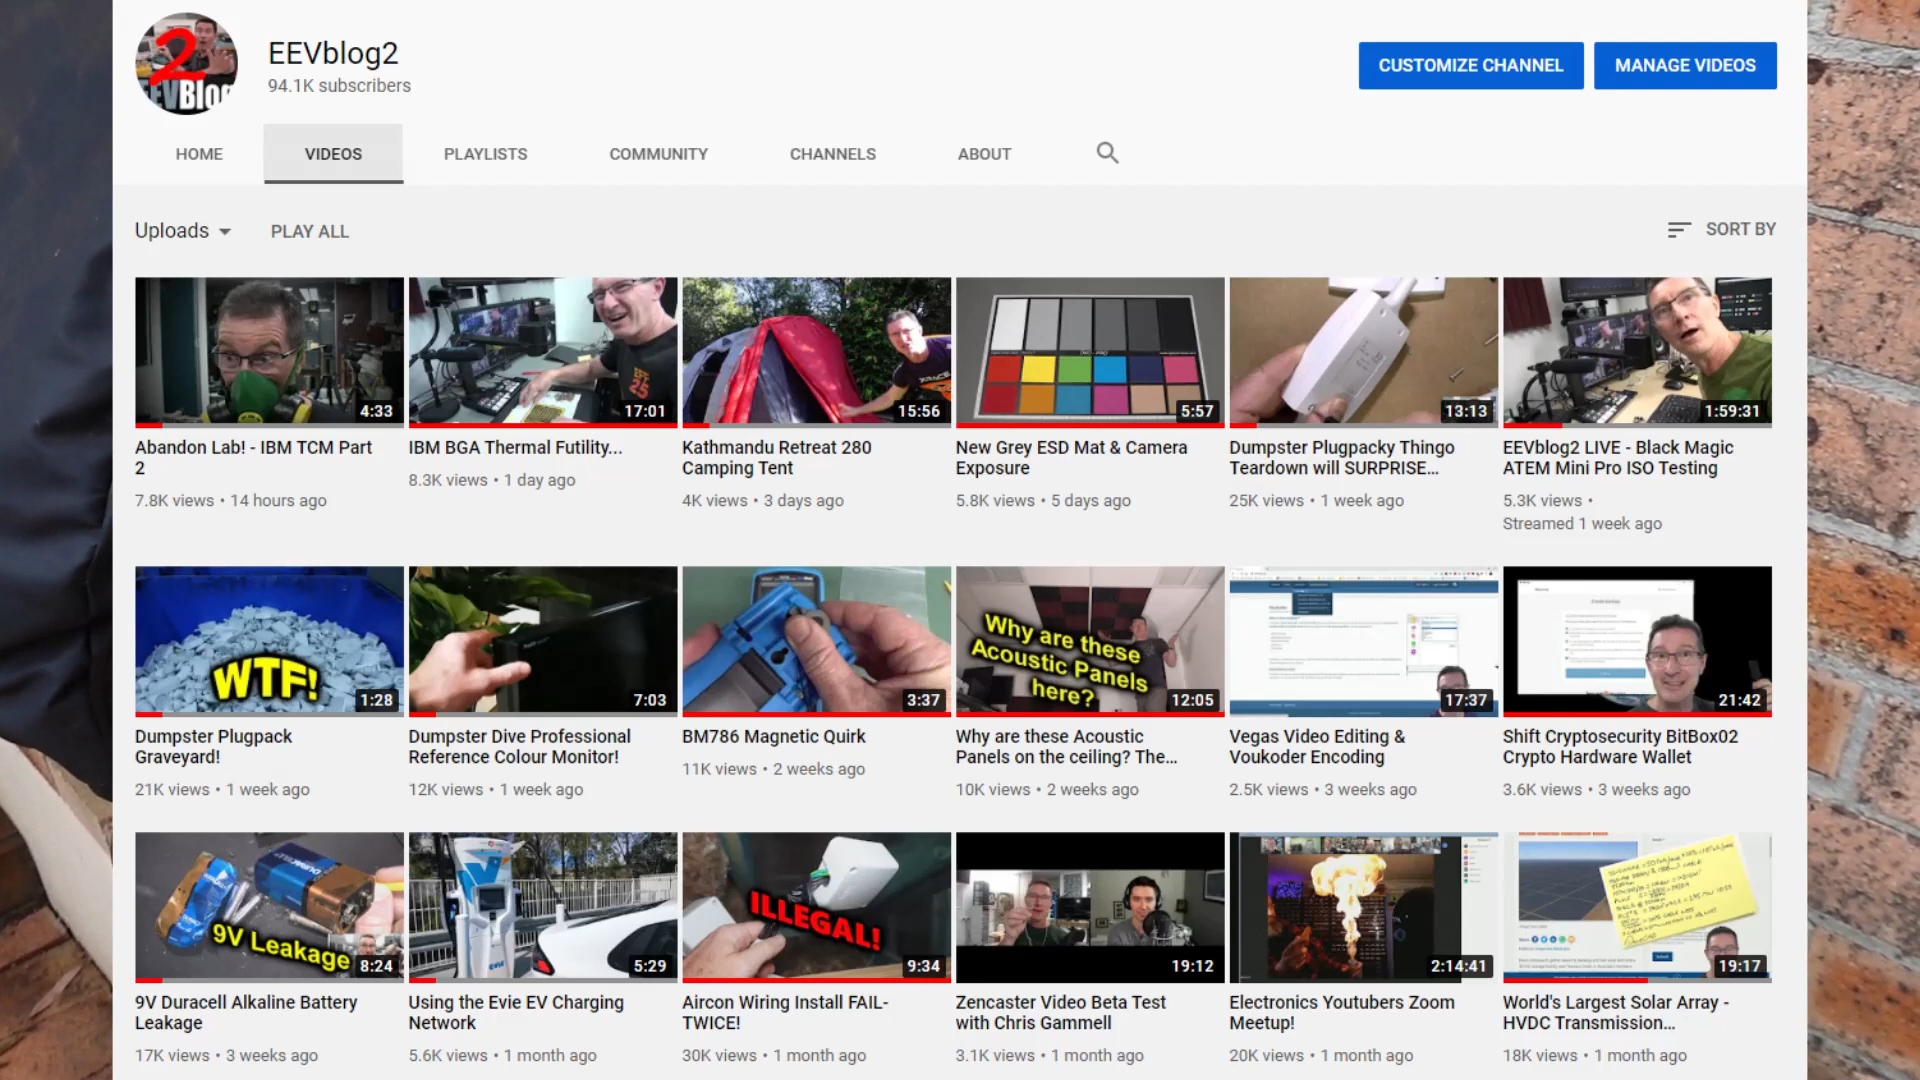 2
EEVBlog
EEVblog2
94.1K subscribers
CUSTOMIZE CHANNEL
MANAGE VIDEOS
HOME
VIDEOS
PLAYLISTS
COMMUNITY
CHANNELS
ABOUT
Uploads
PLAY ALL
SORT BY
4:33
17:01
15:56
5:57
13:13
1:59:31
Abandon Lab! - IBM TCM Part
2
7.8K views • 14 hours ago
IBM BGA Thermal Futility...
8.3K views • 1 day ago
Kathmandu Retreat 280
Camping Tent
4K views • 3 days ago
New Grey ESD Mat & Camera
Exposure
5.8K views • 5 days ago
Dumpster Plugpacky Thingo
Teardown will SURPRISE...
25K views • 1 week ago
EEVblog2 LIVE - Black Magic
ATEM Mini Pro ISO Testing
5.3K views •
Streamed 1 week ago
WTF!
1:28
7:03
3:37
Why are these
Acoustic Panels
here?
12:05
17:37
21:42
Dumpster Plugpack
Graveyard!
21K views • 1 week ago
Dumpster Dive Professional
Reference Colour Monitor!
12K views • 1 week ago
BM786 Magnetic Quirk
11K views • 2 weeks ago
Why are these Acoustic
Panels on the ceiling? The...
10K views • 2 weeks ago
Vegas Video Editing &
Voukoder Encoding
2.5K views • 3 weeks ago
Shift Cryptosecurity BitBox02
Crypto Hardware Wallet
3.6K views • 3 weeks ago
9V Leakage
8:24
5:29
ILLEGAL!
9:34
19:12
2:14:41
19:17
9V Duracell Alkaline Battery
Leakage
17K views • 3 weeks ago
Using the Evie EV Charging
Network
5.6K views • 1 month ago
Aircon Wiring Install FAIL-
TWICE!
30K views • 1 month ago
Zencaster Video Beta Test
with Chris Gammell
3.1K views • 1 month ago
Electronics Youtubers Zoom
Meetup!
20K views • 1 month ago
World's Largest Solar Array -
HVDC Transmission...
18K views • 1 month ago